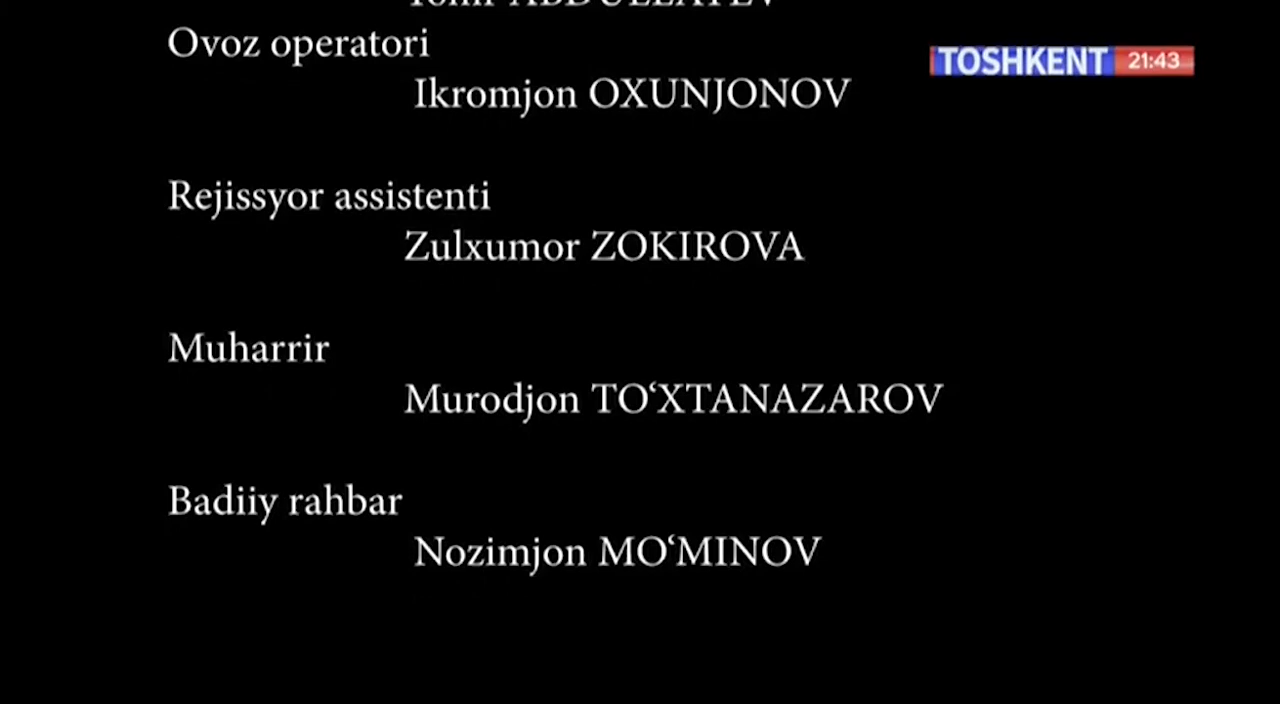 Ovoz operatori
TOSHKENT 21:43
Ikromjon OXUNJONOV
Rejissyor assistenti
Zulxumor ZOKIROVA
Muharrir
Murodjon TO‘XTANAZAROV
Badiiy rahbar
Nozimjon MO‘MINOV